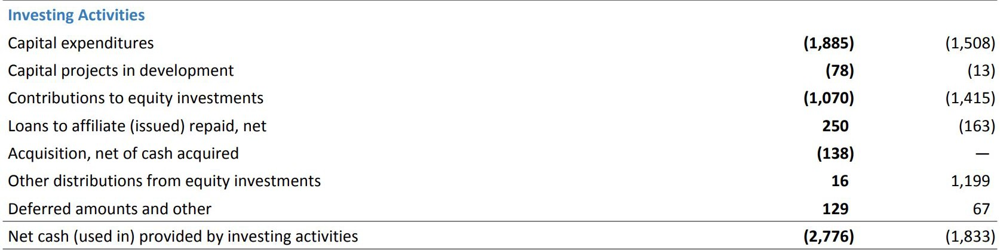 Investing Activities
Capital expenditures (1,885) (1,508)
Capital projects in development (78) (13)
Contributions to equity investments (1,070) (1,415)
Loans to affiliate (issued) repaid, net 250 (163)
Acquisition, net of cash acquired (138) —
Other distributions from equity investments 16 1,199
Deferred amounts and other 129 67
Net cash (used in) provided by investing activities (2,776) (1,833)